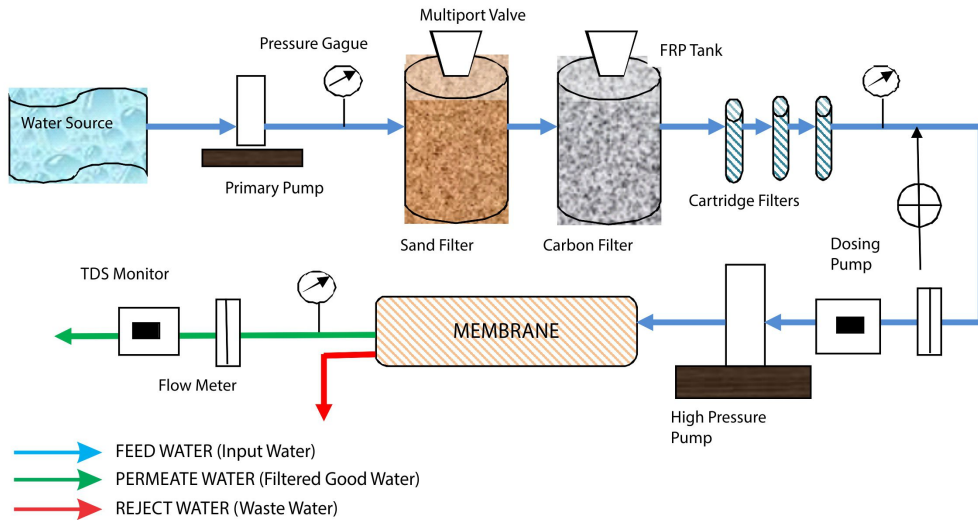 Multiport Valve
Pressure Gague
FRP Tank
Water Source
Primary Pump
Cartridge Filters
Sand Filter
Carbon Filter
Dosing
Pump
TDS Monitor
MEMBRANE
Flow Meter
High Pressure
Pump
FEED WATER (Input Water)
PERMEATE WATER (Filtered Good Water)
REJECT WATER (Waste Water)